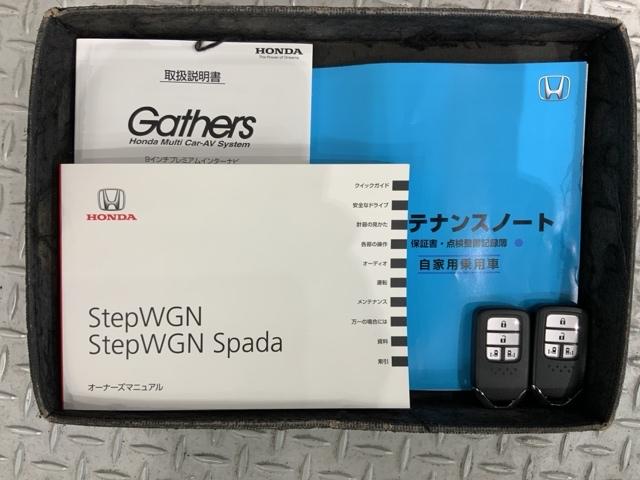 HONDA
The Power of Dreams
取扱説明書
Gathers
Honda Multi Car-AV System
9インチプレミアムインターナビ
テナンスノート
保証書・点検整備記録簿
自家用乗用車
HONDA
StepWGN
StepWGN Spada
オーナーズマニュアル
クイックガイド
安全なドライブ
計器の見かた
各部の操作
オーディオ
運転
メンテナンス
万一の場合には
資料
索引